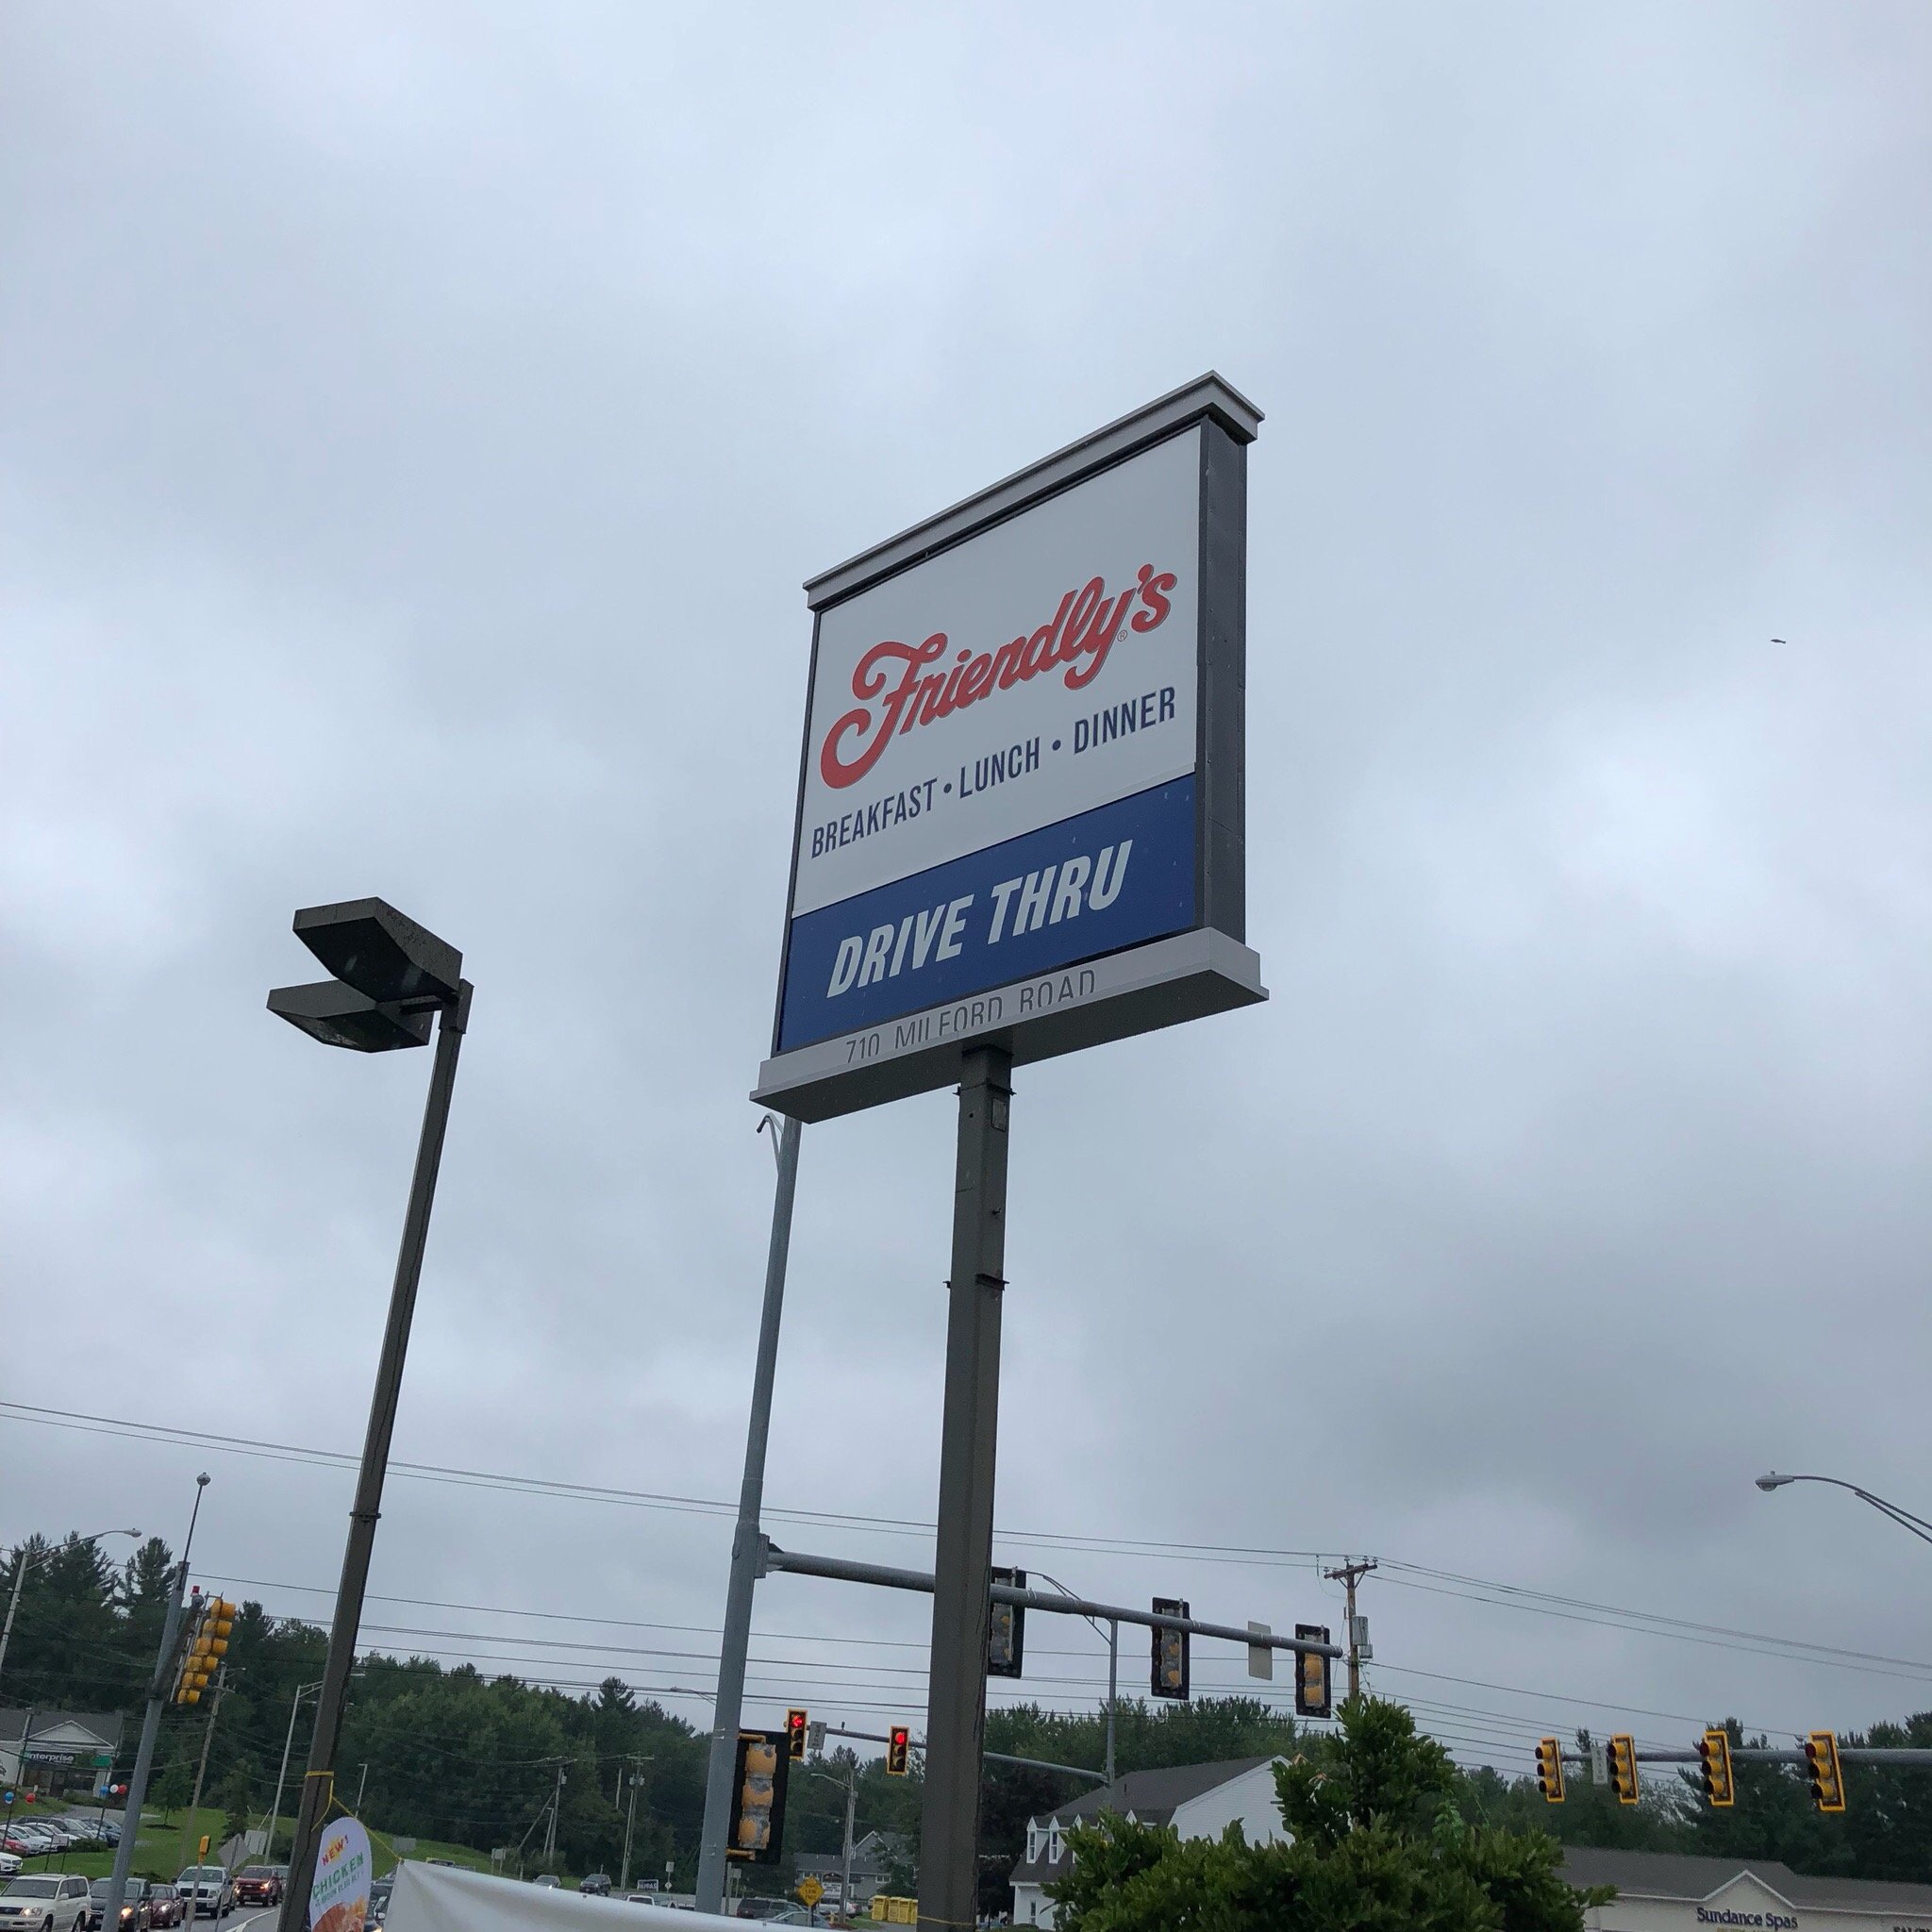 Friendly's®
BREAKFAST • LUNCH • DINNER
DRIVE THRU
710 MILFORD ROAD
enterprise
NEW!
CHICKEN
Sundance Spas